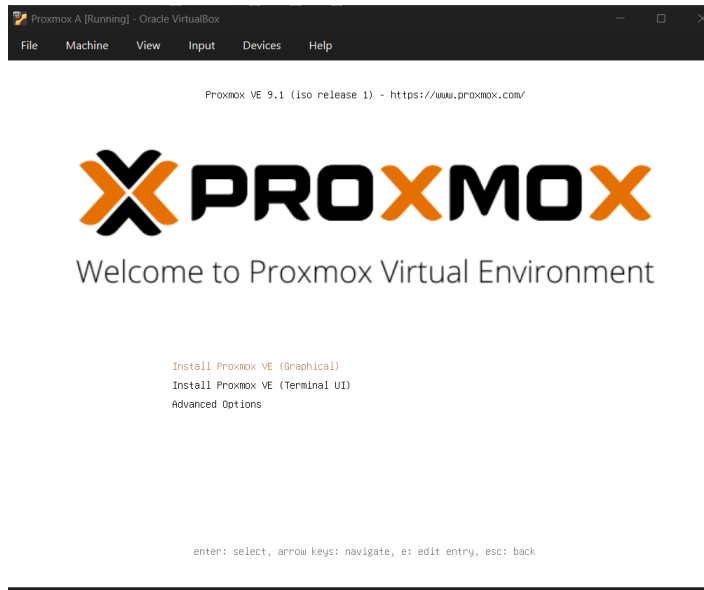 Proxmox A [Running] - Oracle VirtualBox
File Machine View Input Devices Help
Proxmox VE 9.1 (iso release 1) - https://www.proxmox.com/
PROXMOX
Welcome to Proxmox Virtual Environment
Install Proxmox VE (Graphical)
Install Proxmox VE (Terminal UI)
Advanced Options
enter: select, arrow keys: navigate, e: edit entry, esc: back